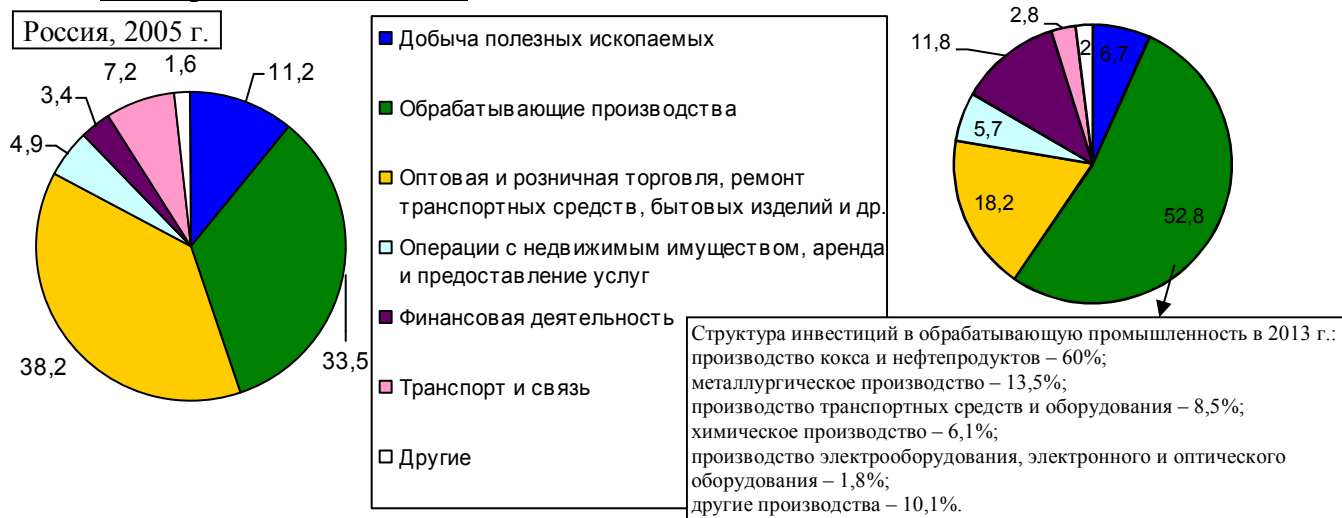 Россия, 2005 г.
1,6
7,2
3,4
4,9
11,2
38,2
33,5
Добыча полезных ископаемых
Обрабатывающие производства
Оптовая и розничная торговля, ремонт
транспортных средств, бытовых изделий и др.
Операции с недвижимым имуществом, аренда
и предоставление услуг
Финансовая деятельность
Транспорт и связь
Другие
2,8
2
6,7
11,8
5,7
18,2
52,8
Структура инвестиций в обрабатывающую промышленность в 2013 г.:
производство кокса и нефтепродуктов – 60%;
металлургическое производство – 13,5%;
производство транспортных средств и оборудования – 8,5%;
химическое производство – 6,1%;
производство электрооборудования, электронного и оптического
оборудования – 1,8%;
другие производства – 10,1%.